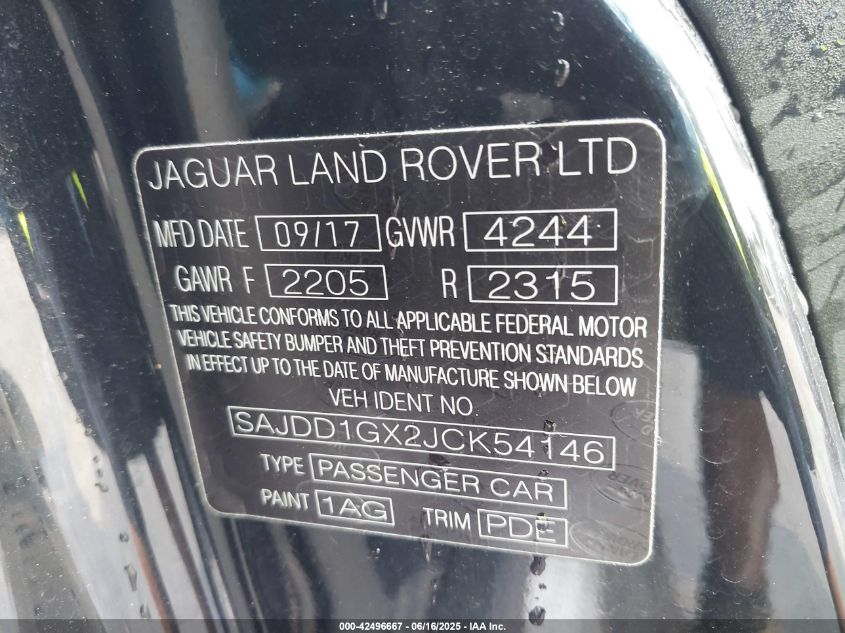 JAGUAR LAND ROVER LTD
MFD DATE 09/17 GVWR 4244
GAWR F 2205 R 2315
THIS VEHICLE CONFORMS TO ALL APPLICABLE FEDERAL MOTOR
VEHICLE SAFETY BUMPER AND THEFT PREVENTION STANDARDS
IN EFFECT UP TO THE DATE OF MANUFACTURE SHOWN BELOW
VEH IDENT NO.
SAJDD1GX2JCK54146
TYPE PASSENGER CAR
PAINT 1AG TRIM PDE
000-42496667 - 06/16/2025 - IAA Inc.